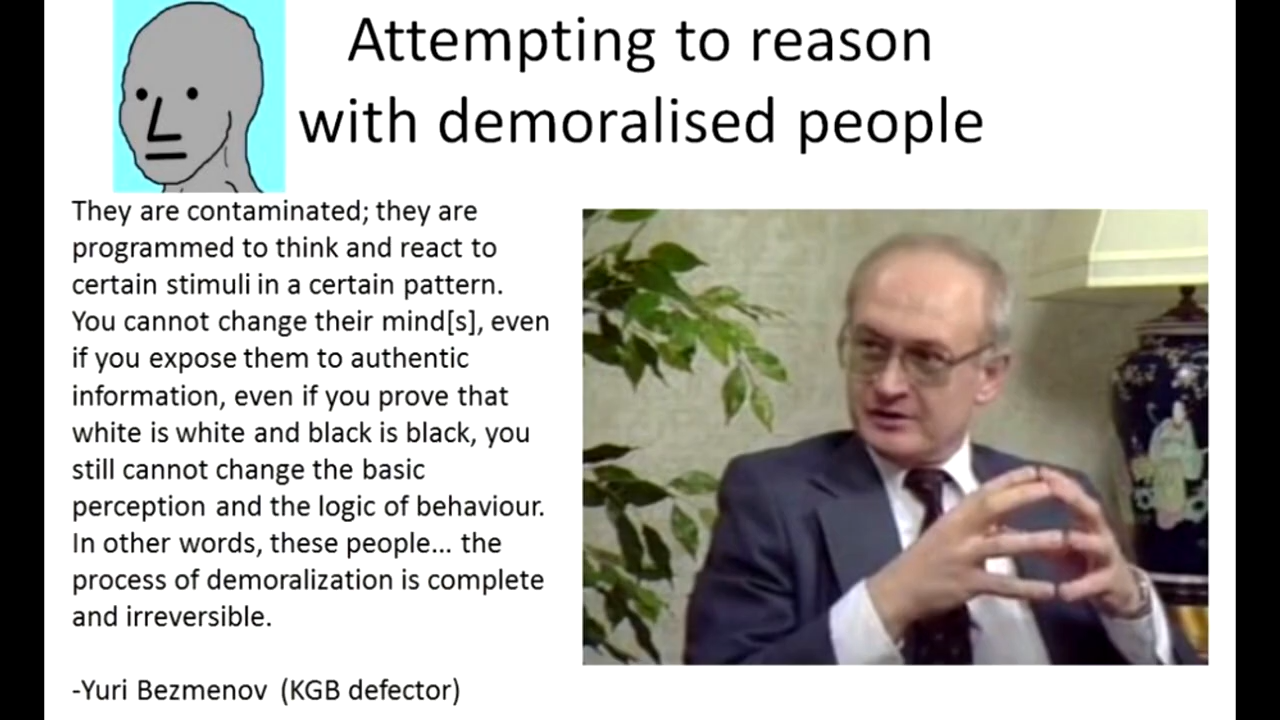 Attempting to reason
with demoralised people
They are contaminated; they are
programmed to think and react to
certain stimuli in a certain pattern.
You cannot change their mind[s], even
if you expose them to authentic
information, even if you prove that
white is white and black is black, you
still cannot change the basic
perception and the logic of behaviour.
In other words, these people... the
process of demoralization is complete
and irreversible.
-Yuri Bezmenov (KGB defector)